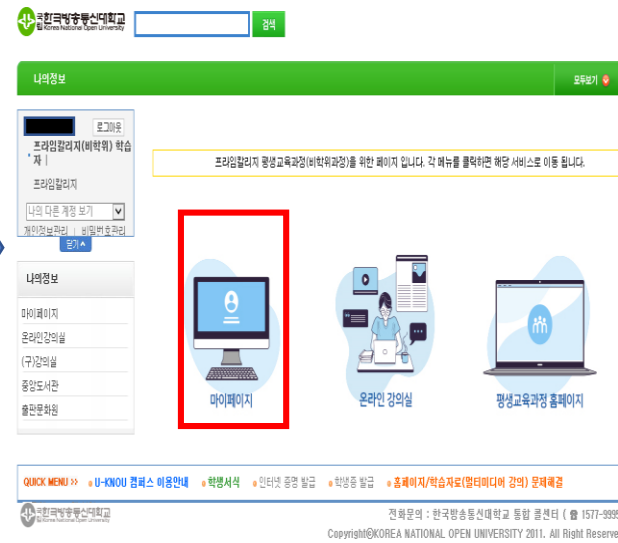 국립 한국방송통신대학교
Korea National Open University
검색
나의정보
모두보기
로그아웃
프라임칼리지(비학위) 학습자 |
프라임칼리지
나의 다른 계정 보기
개인정보관리 | 비밀번호관리
닫기
프라임칼리지 평생교육과정(비학위과정)을 위한 페이지 입니다. 각 메뉴를 클릭하면 해당 서비스로 이동 됩니다.
나의정보
마이페이지
온라인강의실
(구)강의실
중앙도서관
출판문화원
마이페이지
온라인 강의실
평생교육과정 홈페이지
QUICK MENU >> U-KNOU 캠퍼스 이용안내 학생서식 인터넷 증명 발급 학생증 발급 홈페이지/학습자료(멀티미디어 강의) 문제해결
한국방송통신대학교
Korea National Open University
전화문의 : 한국방송통신대학교 통합 콜센터 ( ☎ 1577-9995
Copyright©KOREA NATIONAL OPEN UNIVERSITY 2011. All Right Reserve